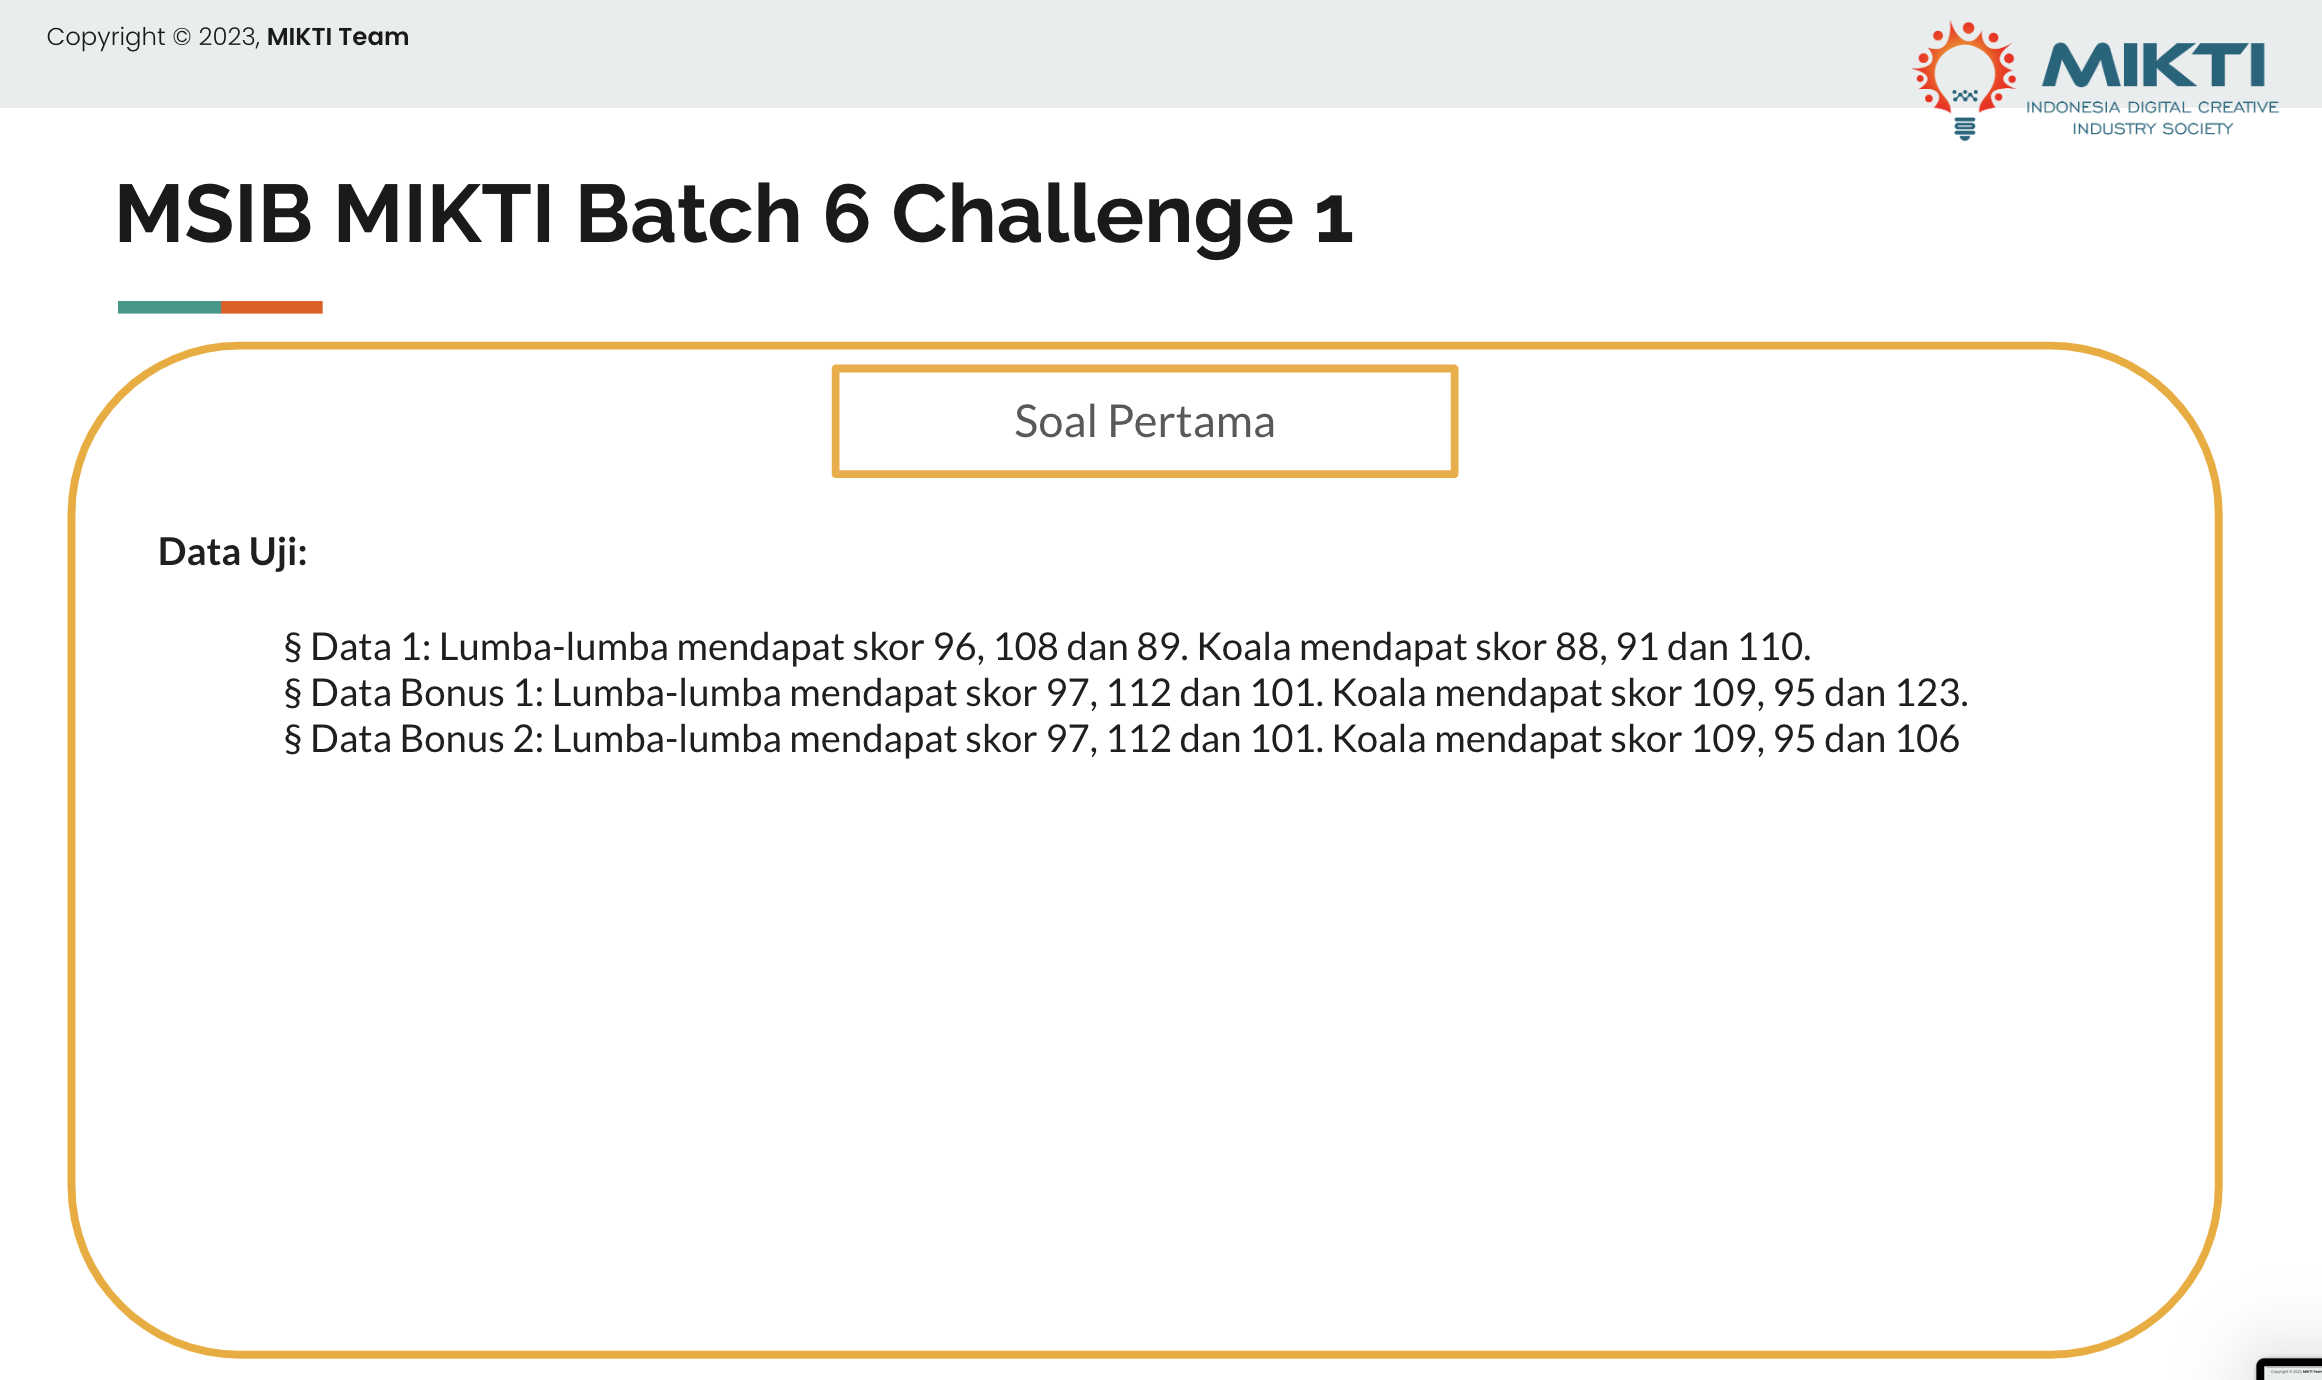 Copyright © 2023, MIKTI Team
MIKTI
INDONESIA DIGITAL CREATIVE
INDUSTRY SOCIETY
MSIB MIKTI Batch 6 Challenge 1
Soal Pertama
Data Uji:
§ Data 1: Lumba-lumba mendapat skor 96, 108 dan 89. Koala mendapat skor 88, 91 dan 110.
§ Data Bonus 1: Lumba-lumba mendapat skor 97, 112 dan 101. Koala mendapat skor 109, 95 dan 123.
§ Data Bonus 2: Lumba-lumba mendapat skor 97, 112 dan 101. Koala mendapat skor 109, 95 dan 106